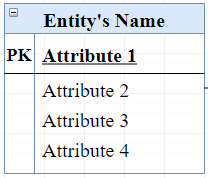 Entity's Name
PK Attribute 1
Attribute 2
Attribute 3
Attribute 4